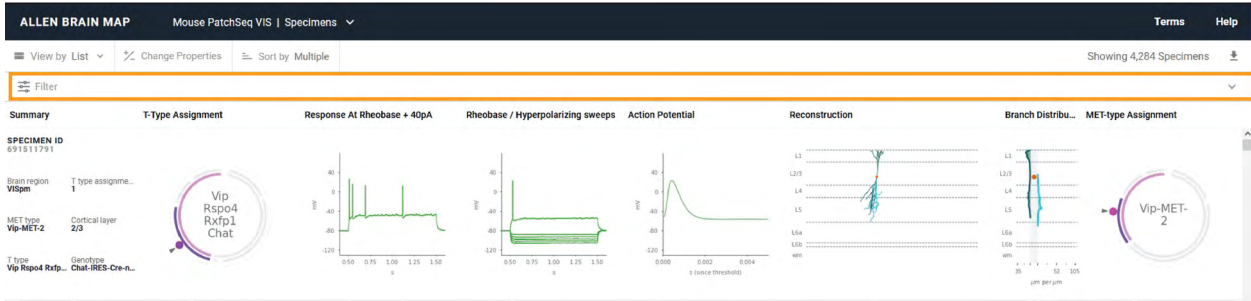 ALLEN BRAIN MAP Mouse PatchSeq VIS | Specimens Terms Help
View by List Change Properties Sort by Multiple Showing 4,284 Specimens
Filter
Summary T-Type Assignment Response At Rheobase + 40pA Rheobase / Hyperpolarizing sweeps Action Potential Reconstruction Branch Distribu... MET-type Assignment
SPECIMEN ID
691511791
Brain region T type assignme...
VISpm 1
MET type Cortical layer
Vip-MET-2 2/3
T type Genotype
Vip Rspo4 Rxfp... Chat-IRES-Cre-n...
Vip
Rspo4
Rxfp1
Chat
mV
40
0
-40
-80
-120
0.50 0.75 1.00 1.25 1.50
s
mV
40
0
-40
-80
-120
0.50 0.75 1.00 1.25 1.50
s
mV
40
0
-40
-80
-120
0.000 0.002 0.004
s (since threshold)
L1
L2/3
L4
L5
L6a
L6b
wm
L1
L2/3
L4
L5
L6a
L6b
wm
35 52 105
µm per µm
Vip-MET-
2